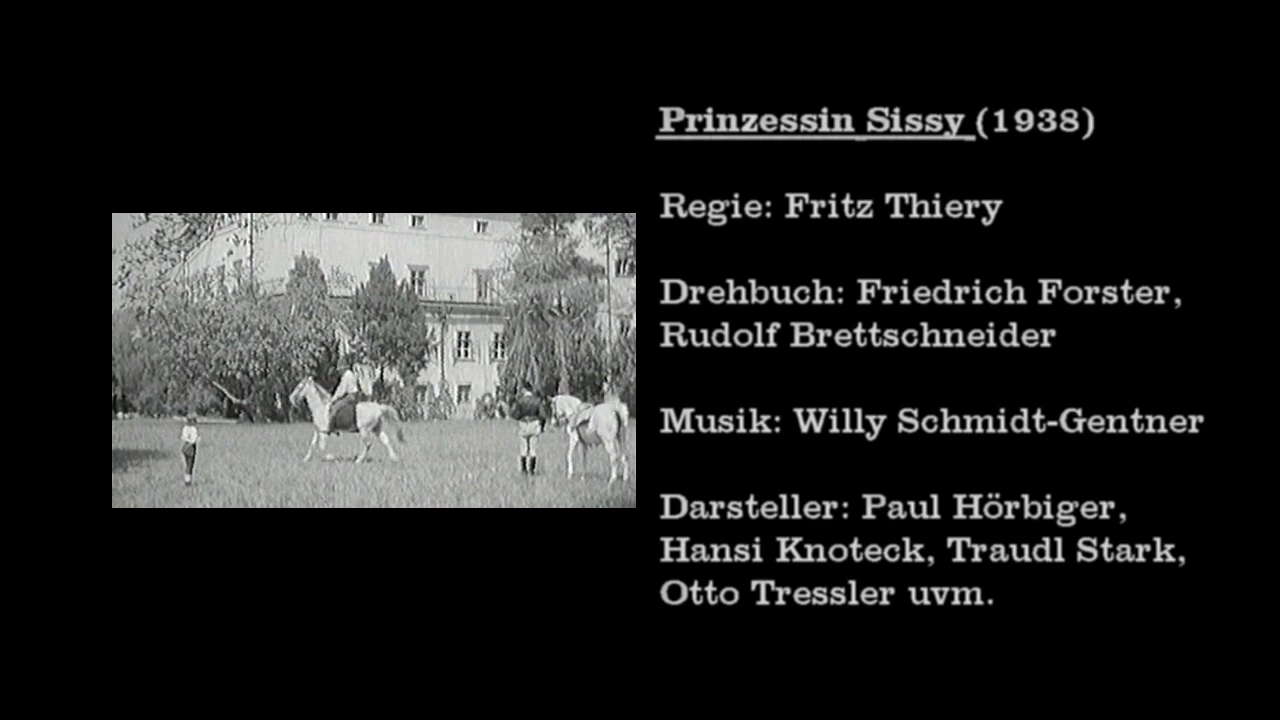 Prinzessin Sissy (1938)
Regie: Fritz Thiery
Drehbuch: Friedrich Forster,
Rudolf Brettschneider
Musik: Willy Schmidt-Gentner
Darsteller: Paul Hörbiger,
Hansi Knoteck, Traudl Stark,
Otto Tressler uvm.